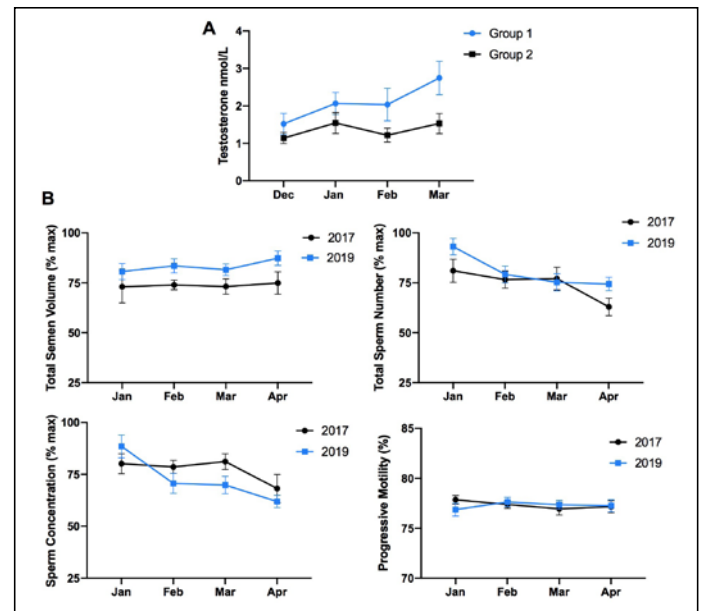 A
Group 1
Group 2
Testosterone nmol/L
4
3
2
1
0
Dec Jan Feb Mar
B
Total Semen Volume (% max)
100
75
50
25
2017
2019
Jan Feb Mar Apr
Total Sperm Number (% max)
100
75
50
25
2017
2019
Jan Feb Mar Apr
Sperm Concentration (% max)
100
75
50
25
2017
2019
Jan Feb Mar Apr
Progressive Motility (%)
85
80
75
70
2017
2019
Jan Feb Mar Apr